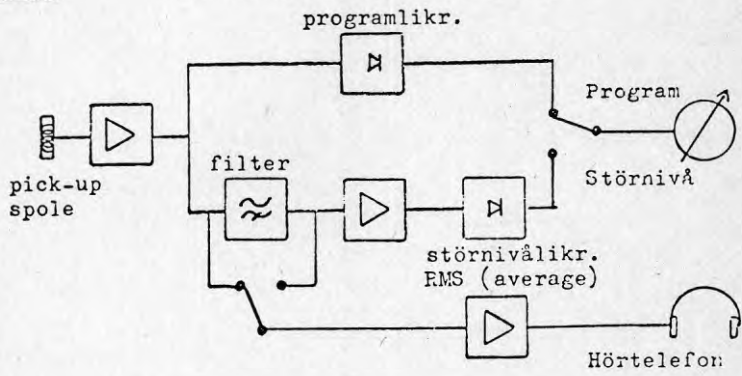 programlikr.
Program
filter
pick-up
spole
Störnivå
störnivålikr.
RMS (average)
Hörtelefon